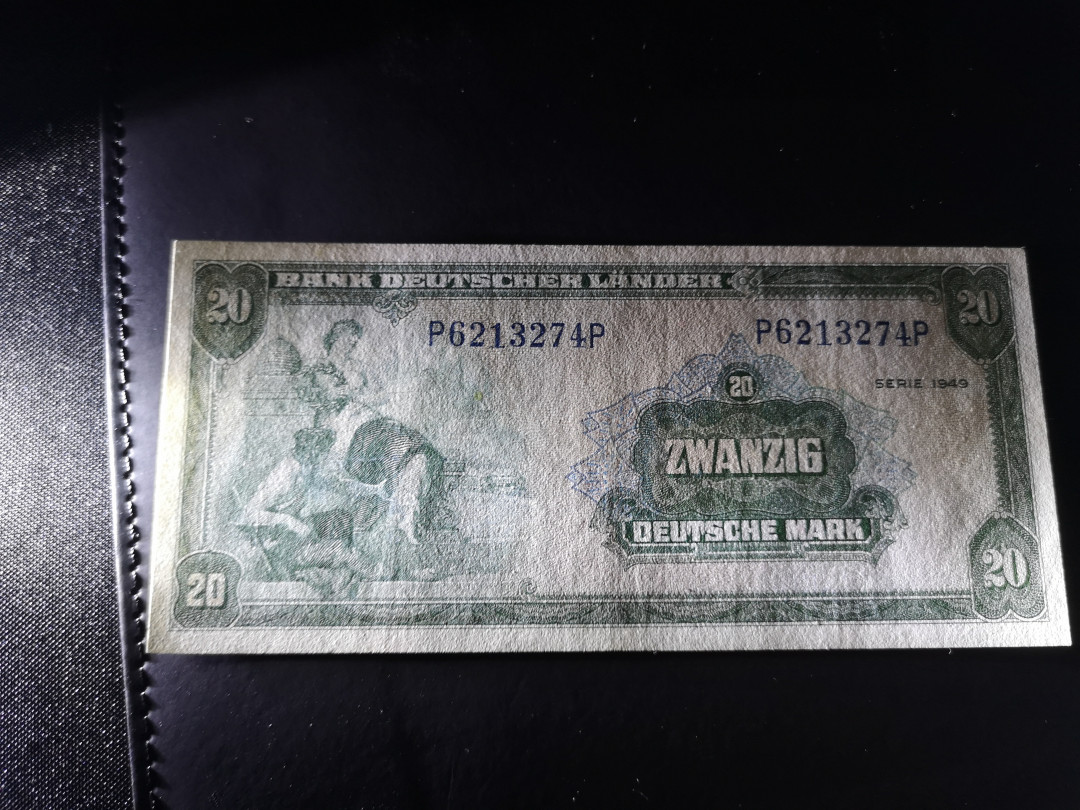 BANK DEUTSCHER LÄNDER
20
20
P6213274P
P6213274P
SERIE 1949
20
ZWANZIG
DEUTSCHE MARK
20
20